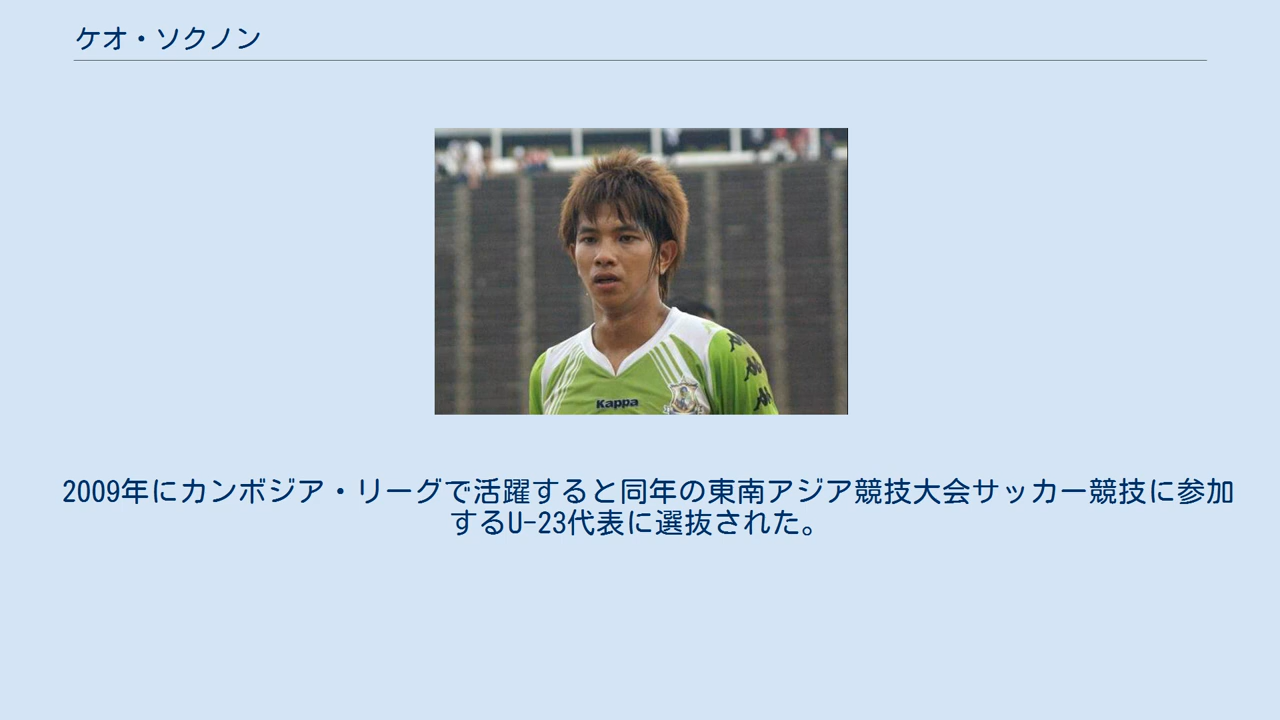 ケオ・ソクノン
Kappa
2009年にカンボジア・リーグで活躍すると同年の東南アジア競技大会サッカー競技に参加
するU-23代表に選抜された。